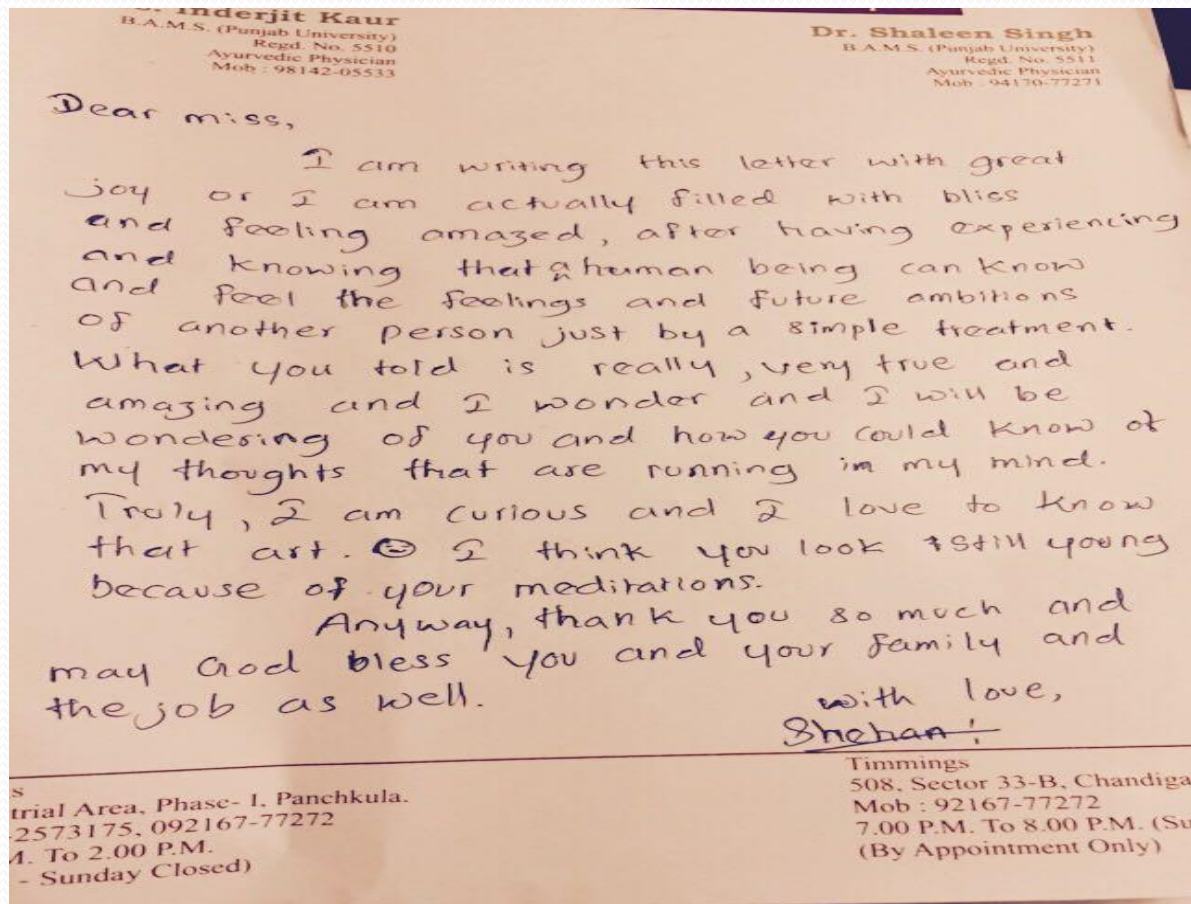 Inderjit Kaur
B.A.M.S. (Punjab University)
Regd. No. 5510
Ayurvedic Physician
Mob : 98142-05533
Dr. Shaleen Singh
B.A.M.S. (Punjab University)
Regd. No. 5511
Ayurvedic Physician
Mob : 94170-77271
Dear miss,
I am writing this letter with great
joy or I am actually filled with bliss
and feeling amazed, after having experiencing
and knowing that a human being can know
and feel the feelings and future ambitions
of another person just by a simple treatment.
What you told is really, very true and
amazing and I wonder and I will be
wondering of you and how you could know of
my thoughts that are running in my mind.
Truly, I am curious and I love to know
that art. ☺ I think you look still young
because of your meditations.
Anyway, thank you so much and
may God bless you and your family and
the job as well.
with love,
Shehan
s
trial Area, Phase- I, Panchkula.
-2573175, 092167-77272
M. To 2.00 P.M.
- Sunday Closed)
Timmings
508, Sector 33-B, Chandiga
Mob : 92167-77272
7.00 P.M. To 8.00 P.M. (Su
(By Appointment Only)